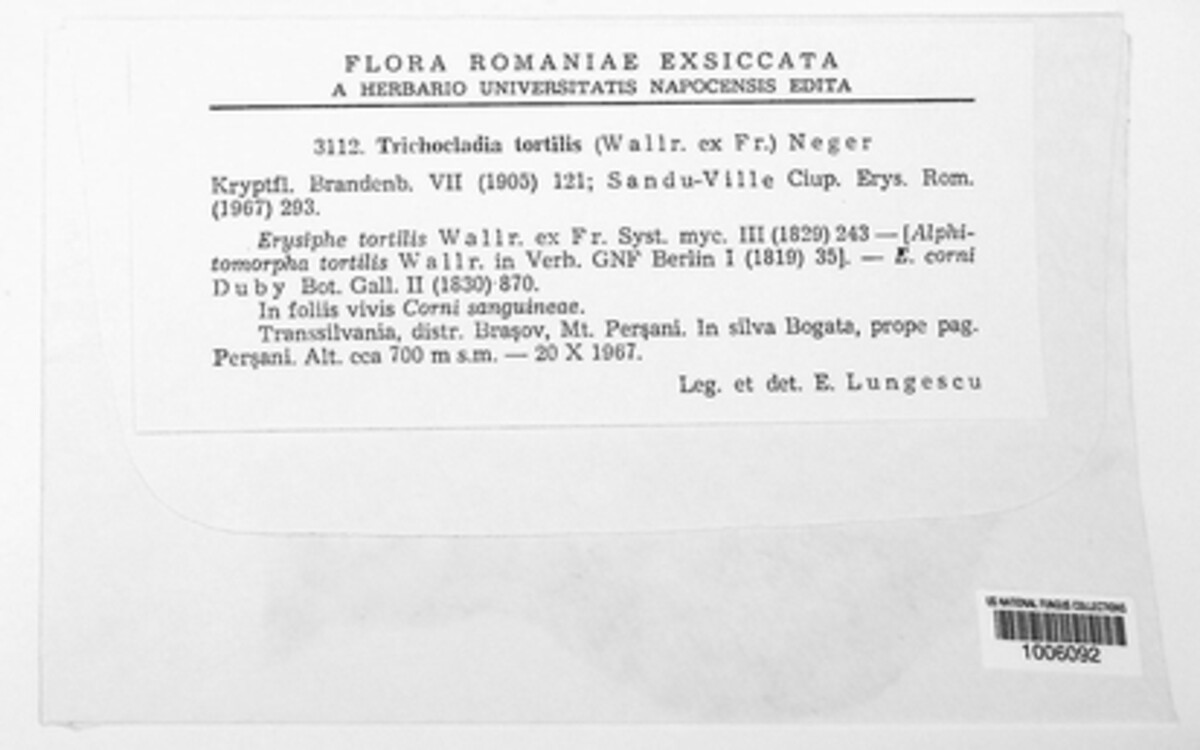 FLORA ROMANIAE EXSICCATA
A HERBARIO UNIVERSITATIS NAPOCENSIS EDITA
3112. Trichocladia tortilis (Wallr. ex Fr.) Neger
Kryptfl. Brandenb. VII (1905) 121; Sandu-Ville Ciup. Erys. Rom.
(1967) 293.
Erysiphe tortilis Wallr. ex Fr. Syst. myc. III (1829) 243 — [Alphi-
tomorpha tortilis Wallr. in Verh. GNF Berlin I (1819) 35]. — E. corni
Duby Bot. Gall. II (1830) 870.
In foliis vivis Corni sanguineae.
Transsilvania, distr. Brașov, Mt. Perșani. In silva Bogata, prope pag.
Perșani. Alt. cca 700 m s.m. — 20 X 1967.
Leg. et det. E. Lungescu
US NATIONAL FUNGUS COLLECTIONS
1006092